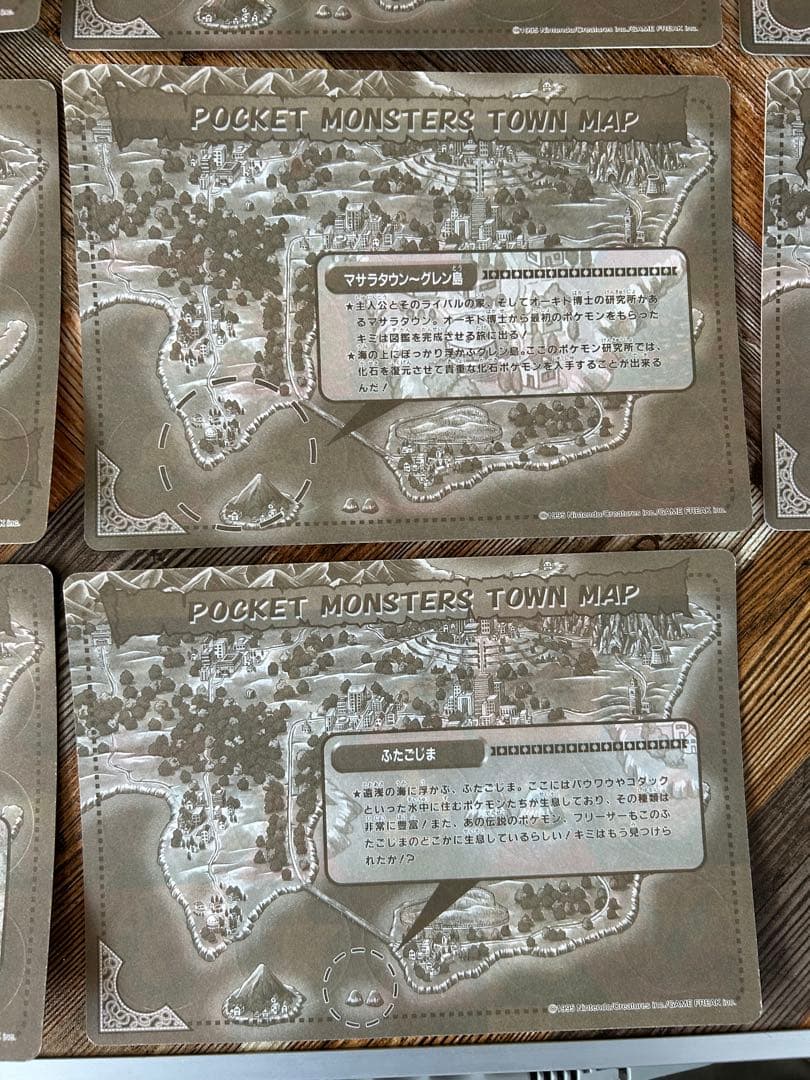 ©1995 Nintendo/Creatures inc./GAME FREAK inc.
POCKET MONSTERS TOWN MAP
マサラタウン〜グレン島
★主人公とそのライバルの家、そしてオーキド博士の研究所があ
るマサラタウン。オーキド博士から最初のポケモンをもらった
キミは図鑑を完成させる旅に出る!
★海の上にぽっかり浮かぶグレン島。ここのポケモン研究所では、
化石を復元させて貴重な化石ポケモンを入手することが出来る
んだ!
©1995 Nintendo/Creatures inc./GAME FREAK inc.
K inc.
POCKET MONSTERS TOWN MAP
ふたごじま
★遠浅の海に浮かぶ、ふたごじま。ここにはパウワウやコダック
といった水中に住むポケモンたちが生息しており、その種類は
非常に豊富!また、あの伝説のポケモン、フリーザーもこのふ
たごじまのどこかに生息しているらしい!キミはもう見つけら
れたか!?
©1995 Nintendo/Creatures inc./GAME FREAK inc.
inc.